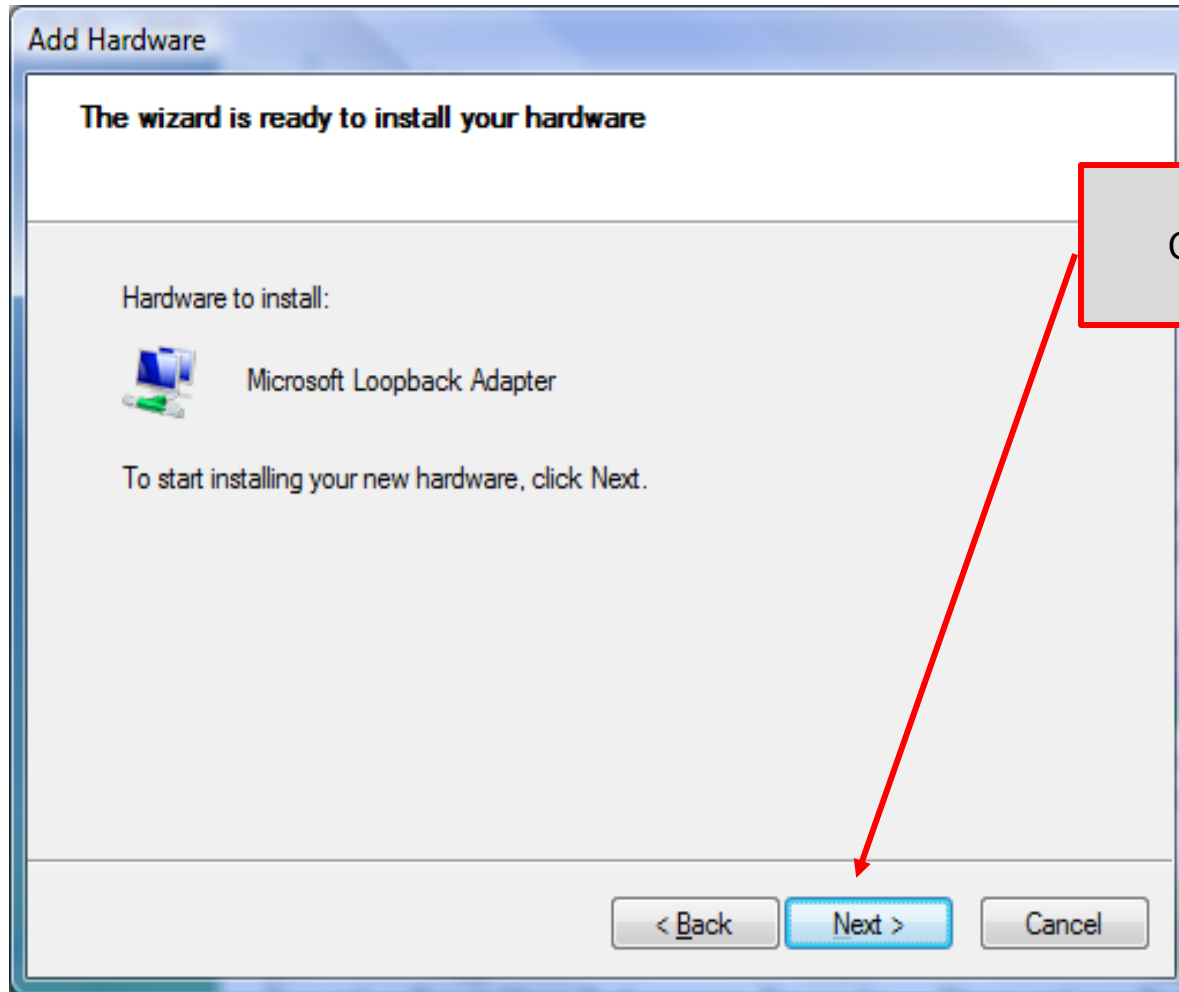 Add Hardware
The wizard is ready to install your hardware
Hardware to install:
Microsoft Loopback Adapter
To start installing your new hardware, click Next.
< Back
Next >
Cancel